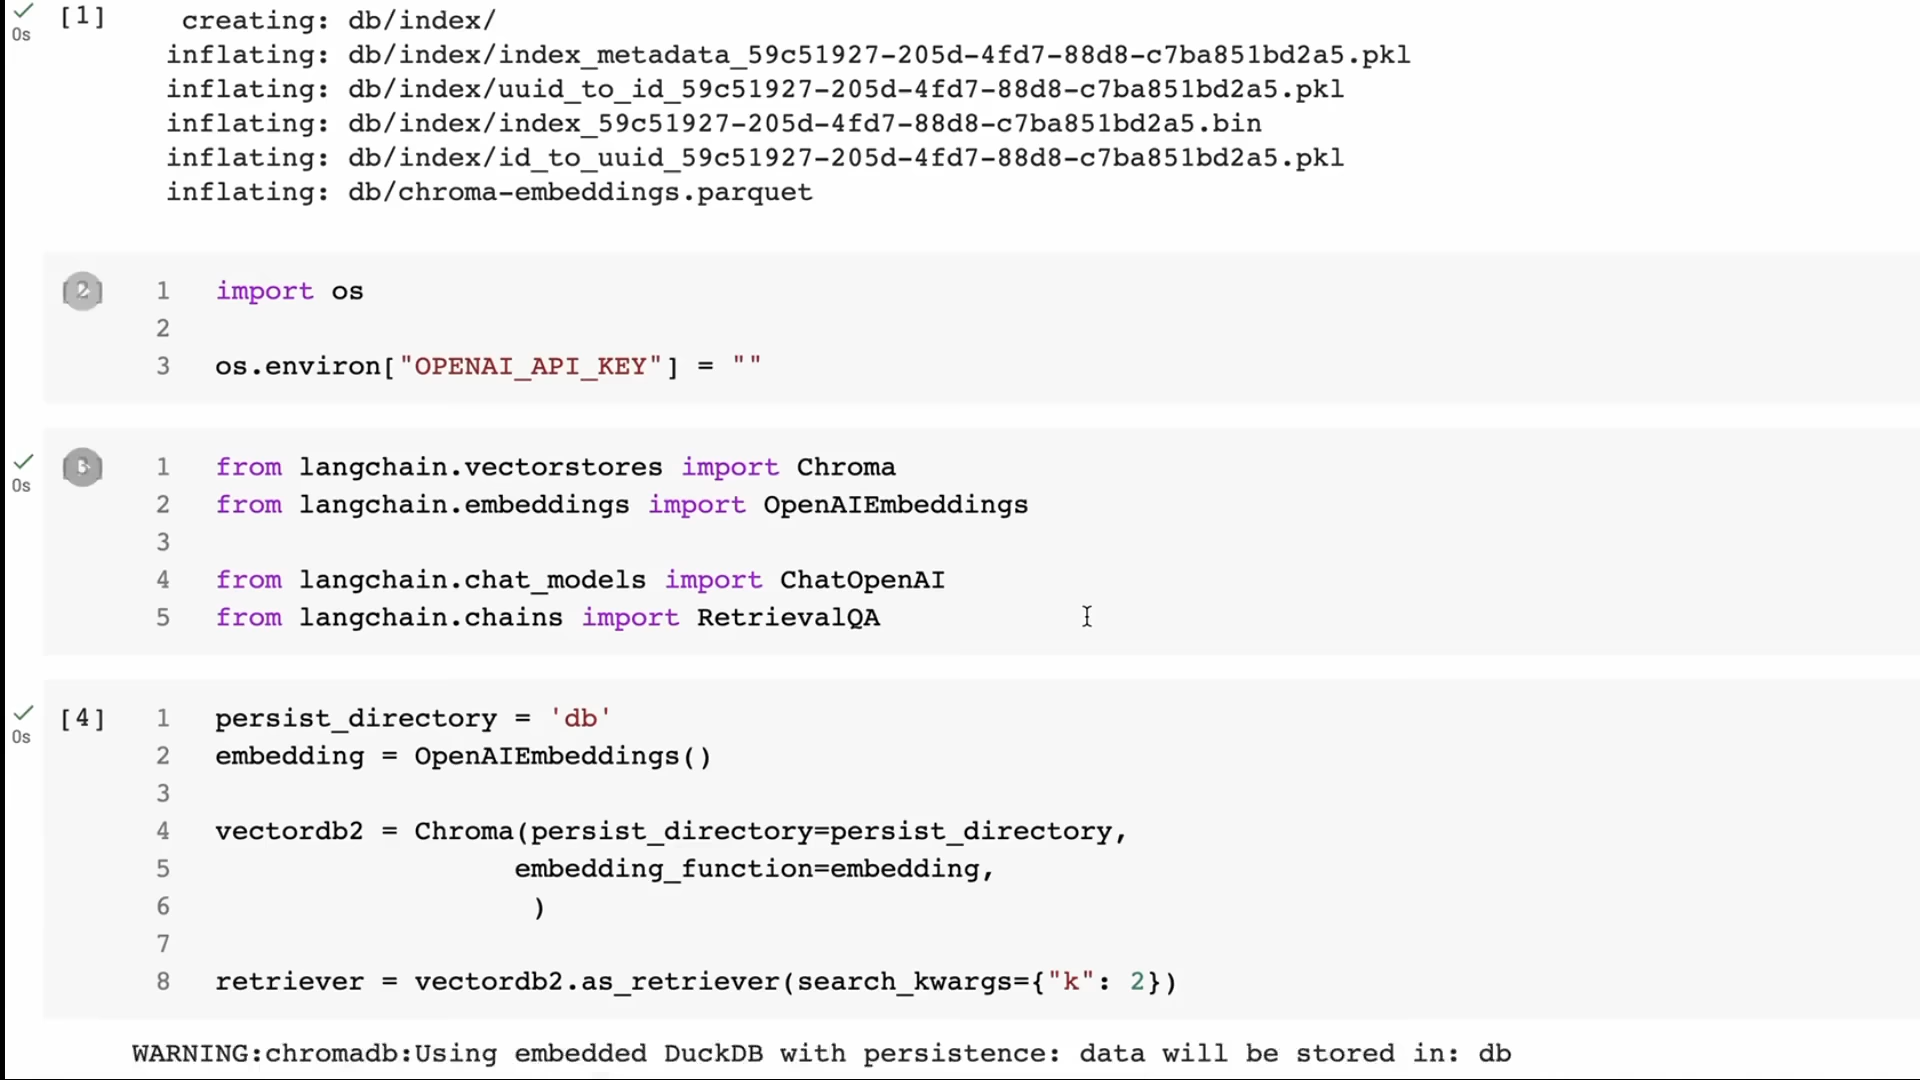 [1] creating: db/index/
0s inflating: db/index/index_metadata_59c51927-205d-4fd7-88d8-c7ba851bd2a5.pkl
inflating: db/index/uuid_to_id_59c51927-205d-4fd7-88d8-c7ba851bd2a5.pkl
inflating: db/index/index_59c51927-205d-4fd7-88d8-c7ba851bd2a5.bin
inflating: db/index/id_to_uuid_59c51927-205d-4fd7-88d8-c7ba851bd2a5.pkl
inflating: db/chroma-embeddings.parquet
[2] 1 import os
2
3 os.environ["OPENAI_API_KEY"] = ""
1 from langchain.vectorstores import Chroma
0s 2 from langchain.embeddings import OpenAIEmbeddings
3
4 from langchain.chat_models import ChatOpenAI
5 from langchain.chains import RetrievalQA
[4] 1 persist_directory = 'db'
0s 2 embedding = OpenAIEmbeddings()
3
4 vectordb2 = Chroma(persist_directory=persist_directory,
5 embedding_function=embedding,
6 )
7
8 retriever = vectordb2.as_retriever(search_kwargs={"k": 2})
WARNING:chromadb:Using embedded DuckDB with persistence: data will be stored in: db